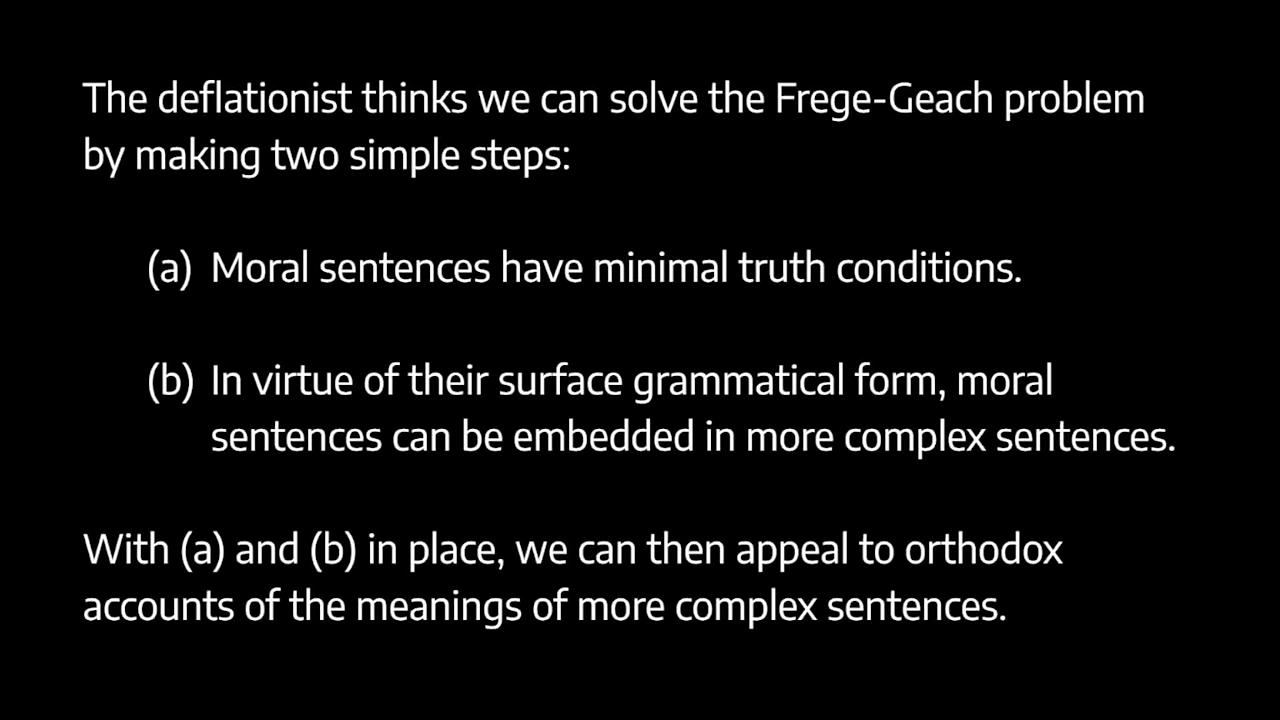 The deflationist thinks we can solve the Frege-Geach problem
by making two simple steps:
(a) Moral sentences have minimal truth conditions.
(b) In virtue of their surface grammatical form, moral
sentences can be embedded in more complex sentences.
With (a) and (b) in place, we can then appeal to orthodox
accounts of the meanings of more complex sentences.